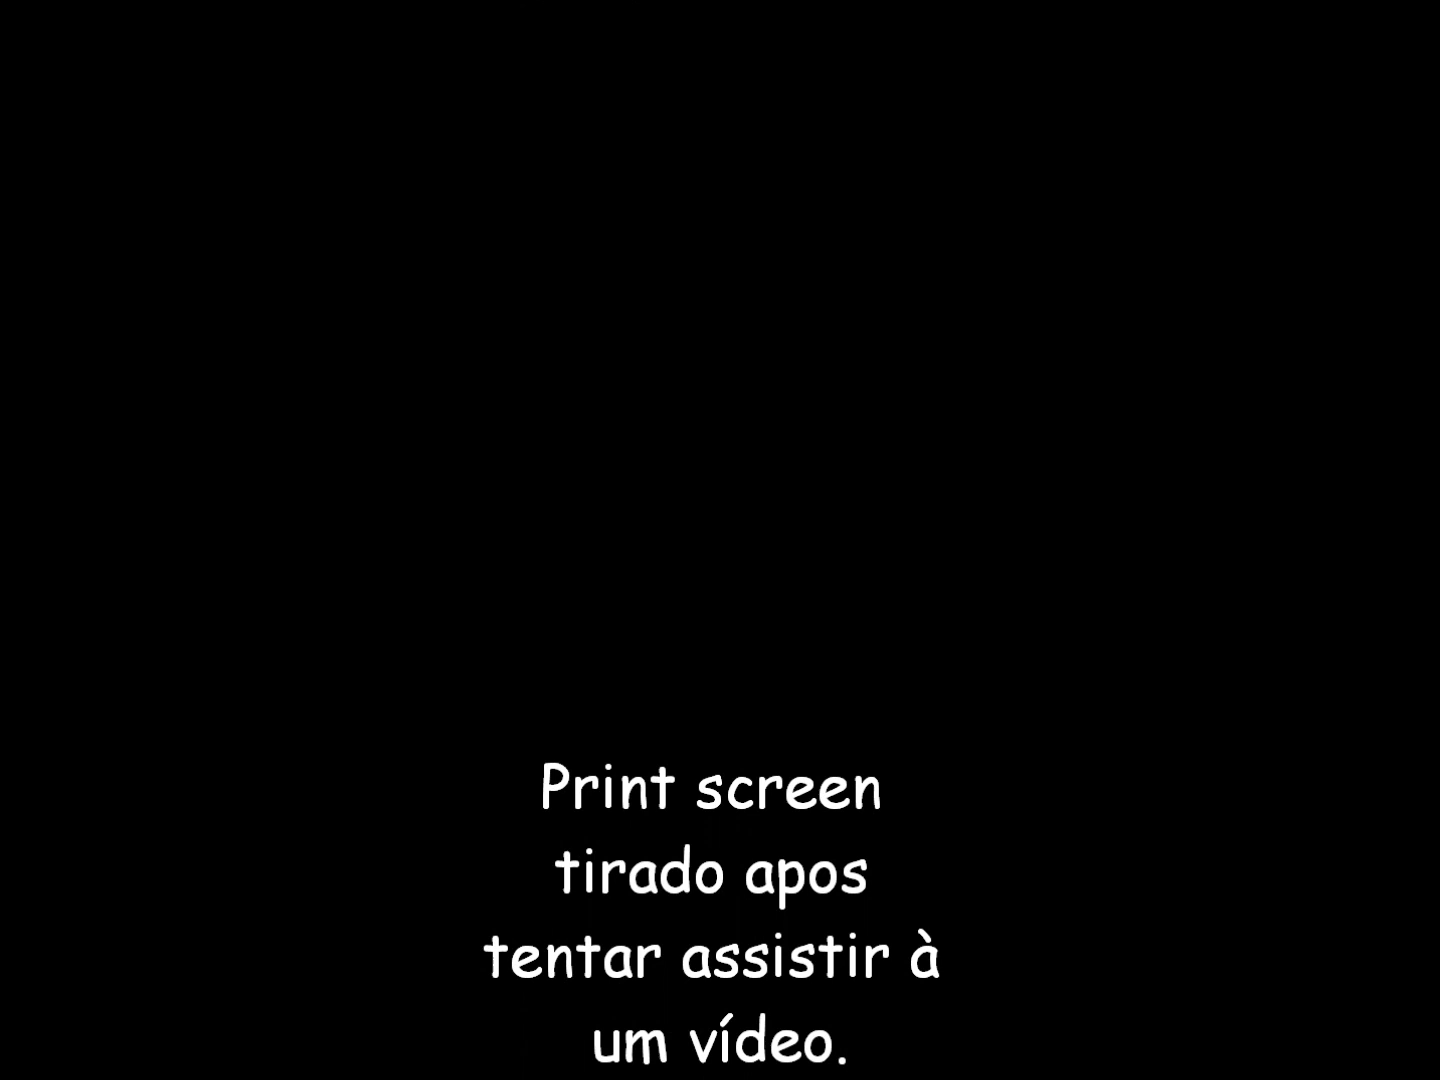 Print screen
tirado apos
tentar assistir à
um vídeo.